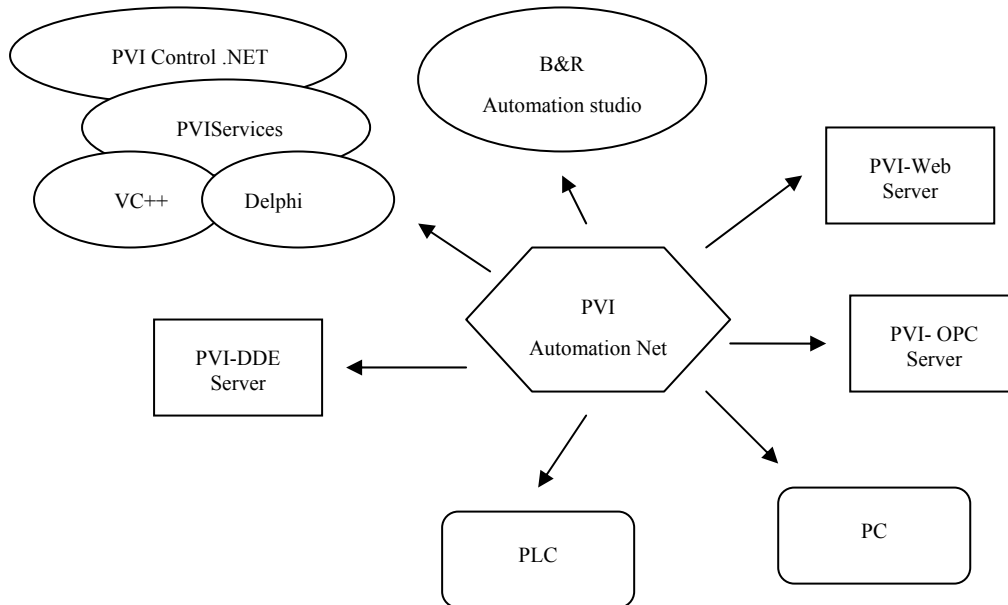 PVI Control .NET
PVIServices
VC++
Delphi
B&R
Automation studio
PVI-Web
Server
PVI
Automation Net
PVI- OPC
Server
PVI-DDE
Server
PLC
PC